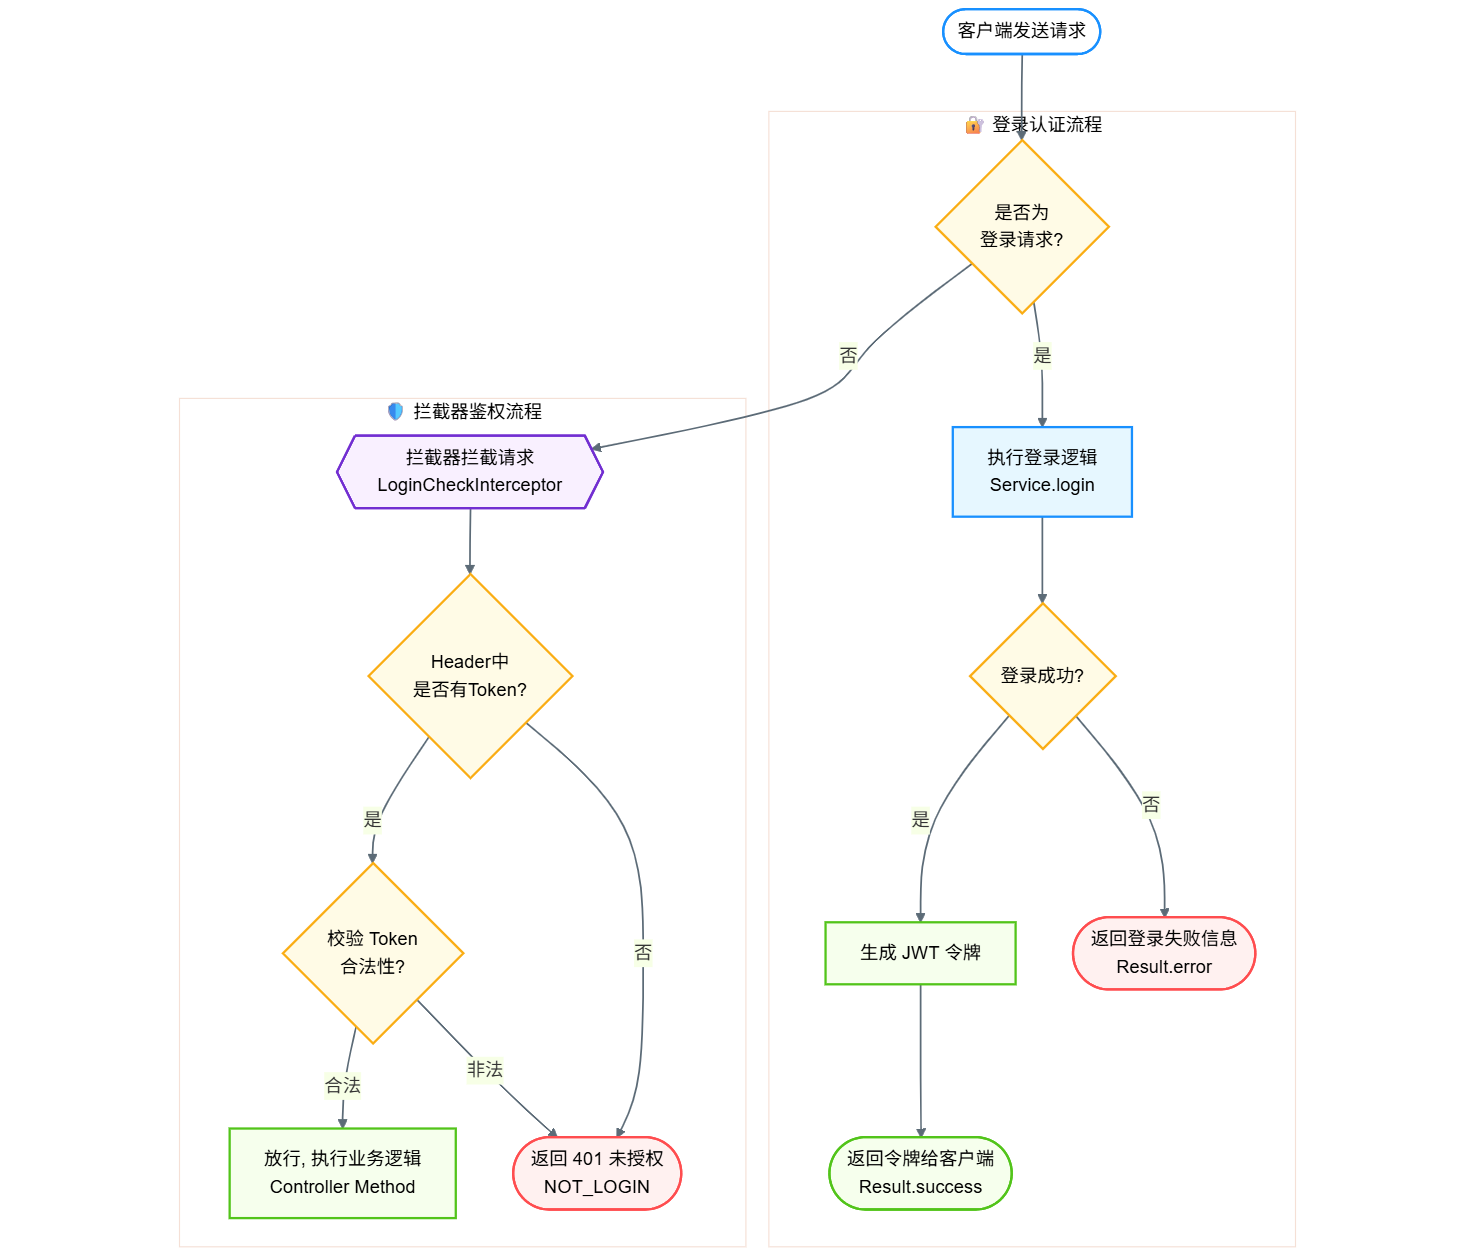 客户端发送请求
🔐 登录认证流程
是否为
登录请求?
否
是
🛡️ 拦截器鉴权流程
拦截器拦截请求
LoginCheckInterceptor
执行登录逻辑
Service.login
Header中
是否有Token?
登录成功?
是
否
是
否
校验 Token
合法性?
生成 JWT 令牌
返回登录失败信息
Result.error
合法
非法
放行, 执行业务逻辑
Controller Method
返回 401 未授权
NOT_LOGIN
返回令牌给客户端
Result.success